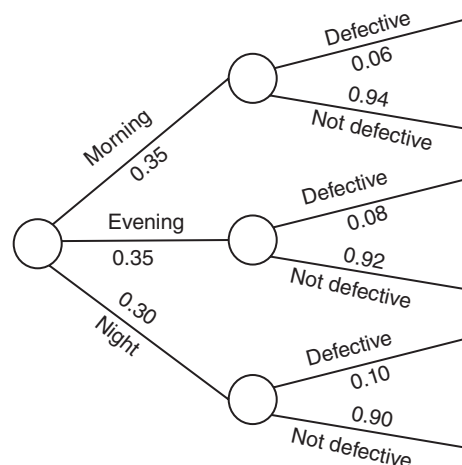 Defective
0.06
0.94
Not defective
Morning
0.35
Defective
0.08
Evening
0.35
0.92
Not defective
0.30
Night
Defective
0.10
0.90
Not defective